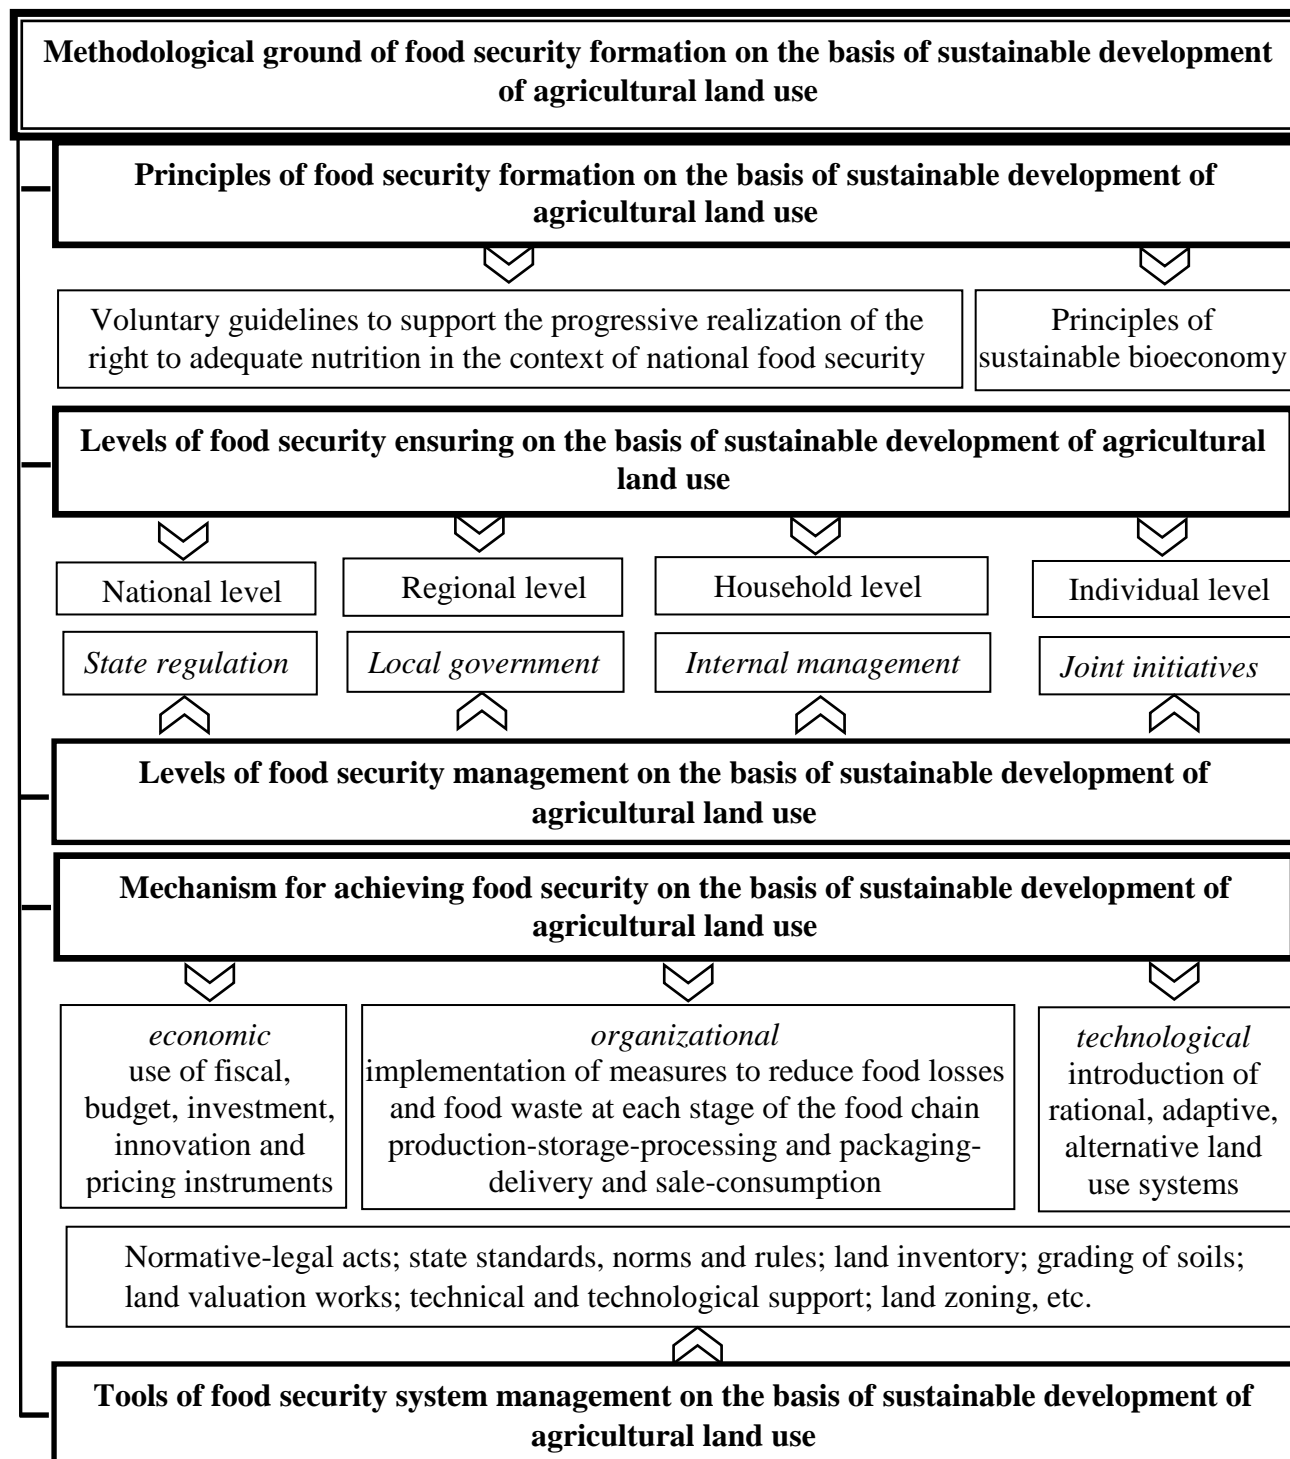 Methodological ground of food security formation on the basis of sustainable development
of agricultural land use
Principles of food security formation on the basis of sustainable development of
agricultural land use
Voluntary guidelines to support the progressive realization of the
right to adequate nutrition in the context of national food security
Principles of
sustainable bioeconomy
Levels of food security ensuring on the basis of sustainable development of agricultural
land use
National level
Regional level
Household level
Individual level
State regulation
Local government
Internal management
Joint initiatives
Levels of food security management on the basis of sustainable development of
agricultural land use
Mechanism for achieving food security on the basis of sustainable development of
agricultural land use
economic
use of fiscal,
budget, investment,
innovation and
pricing instruments
organizational
implementation of measures to reduce food losses
and food waste at each stage of the food chain
production-storage-processing and packaging-
delivery and sale-consumption
technological
introduction of
rational, adaptive,
alternative land
use systems
Normative-legal acts; state standards, norms and rules; land inventory; grading of soils;
land valuation works; technical and technological support; land zoning, etc.
Tools of food security system management on the basis of sustainable development of
agricultural land use